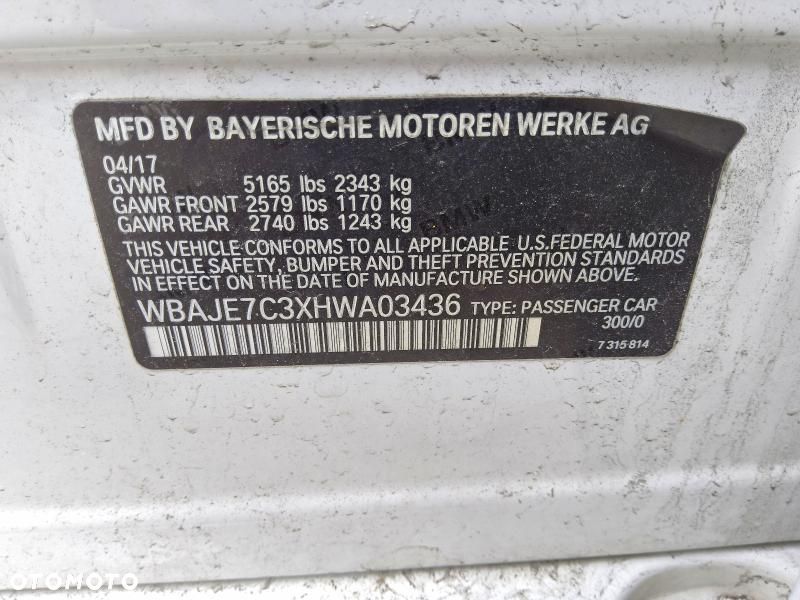 MFD BY BAYERISCHE MOTOREN WERKE AG
04/17
GVWR 5165 lbs 2343 kg
GAWR FRONT 2579 lbs 1170 kg
GAWR REAR 2740 lbs 1243 kg
THIS VEHICLE CONFORMS TO ALL APPLICABLE U.S.FEDERAL MOTOR
VEHICLE SAFETY, BUMPER AND THEFT PREVENTION STANDARDS
IN EFFECT ON THE DATE OF MANUFACTURE SHOWN ABOVE.
WBAJE7C3XHWA03436 TYPE: PASSENGER CAR
300/0
7 315 814
OTOMOTO